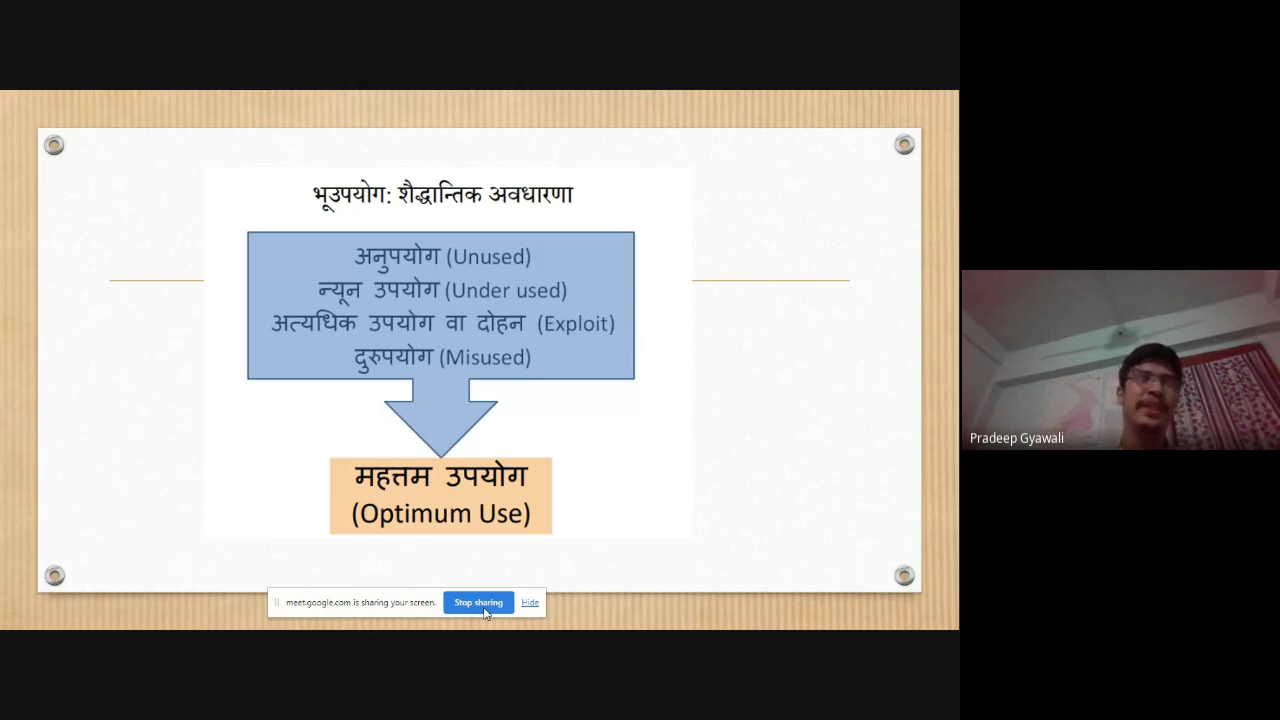 भूउपयोग: शैद्धान्तिक अवधारणा
अनुपयोग (Unused)
न्यून उपयोग (Under used)
अत्यधिक उपयोग वा दोहन (Exploit)
दुरुपयोग (Misused)
महत्तम उपयोग
(Optimum Use)
meet.google.com is sharing your screen. Stop sharing Hide
Pradeep Gyawali